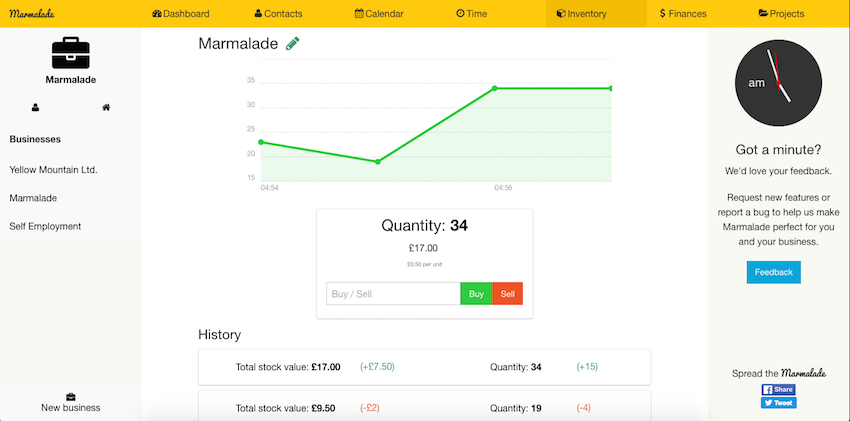 Marmalade
Dashboard
Contacts
Calendar
Time
Inventory
Finances
Projects
Marmalade
Businesses
Yellow Mountain Ltd.
Marmalade
Self Employment
New business
Marmalade
35
30
25
20
15
04:54
04:56
Quantity: 34
£17.00
£0.50 per unit
Buy / Sell
Buy
Sell
History
Total stock value: £17.00 (+£7.50) Quantity: 34 (+15)
Total stock value: £9.50 (-£2) Quantity: 19 (-4)
am
Got a minute?
We'd love your feedback.
Request new features or
report a bug to help us make
Marmalade perfect for you
and your business.
Feedback
Spread the Marmalade
Share
Tweet